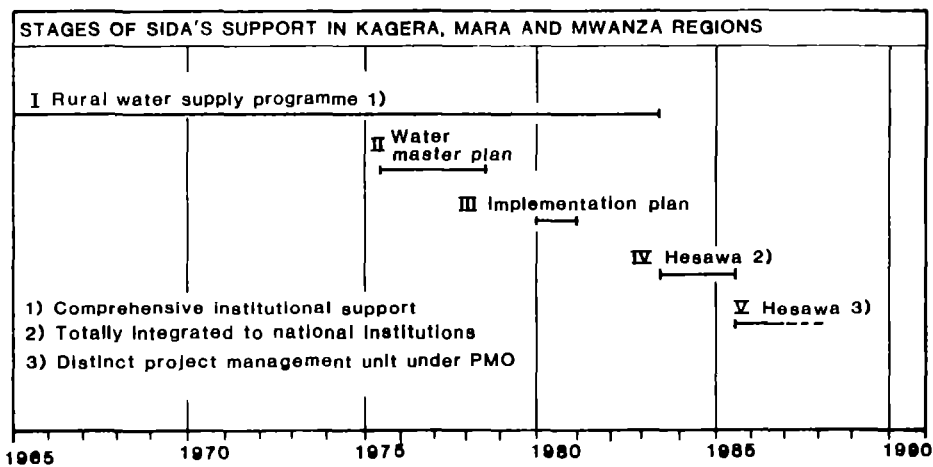 STAGES OF SIDA'S SUPPORT IN KAGERA, MARA AND MWANZA REGIONS
I Rural water supply programme 1)
II Water
master plan
III Implementation plan
IV Hesawa 2)
V Hesawa 3)
1) Comprehensive institutional support
2) Totally integrated to national institutions
3) Distinct project management unit under PMO
1965 1970 1975 1980 1985 1990